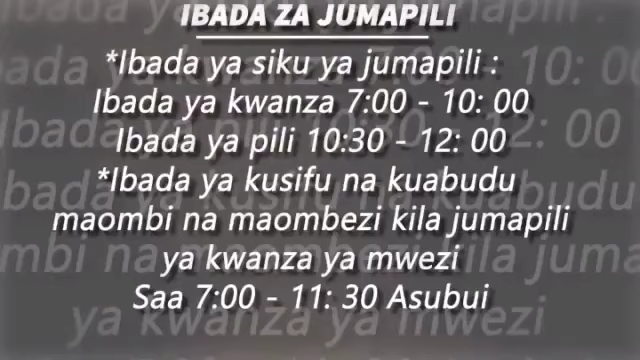 IBADA ZA JUMAPILI
*Ibada ya siku ya jumapili :
Ibada ya kwanza 7:00 - 10: 00
Ibada ya pili 10:30 - 12: 00
*Ibada ya kusifu na kuabudu
maombi na maombezi kila jumapili
ya kwanza ya mwezi
Saa 7:00 - 11: 30 Asubui